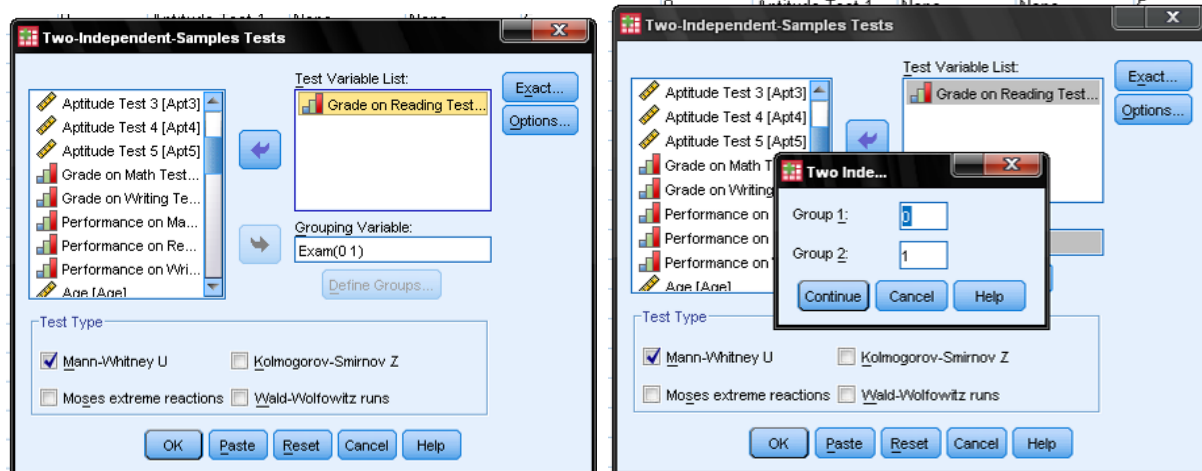 Two-Independent-Samples Tests
Test Variable List:
Aptitude Test 3 [Apt3]
Aptitude Test 4 [Apt4]
Aptitude Test 5 [Apt5]
Grade on Math Test...
Grade on Writing Te...
Performance on Ma...
Performance on Re...
Performance on Wri...
Age [Age]
Grade on Reading Test...
Exact...
Options...
Grouping Variable:
Exam(0 1)
Define Groups...
Test Type
Mann-Whitney U
Kolmogorov-Smirnov Z
Moses extreme reactions
Wald-Wolfowitz runs
OK
Paste
Reset
Cancel
Help
Two-Independent-Samples Tests
Test Variable List:
Aptitude Test 3 [Apt3]
Aptitude Test 4 [Apt4]
Aptitude Test 5 [Apt5]
Grade on Math T
Grade on Writing
Performance on
Performance on
Performance on
Age [Age]
Grade on Reading Test...
Exact...
Options...
Two Inde...
Group 1:
0
Group 2:
1
Continue
Cancel
Help
Test Type
Mann-Whitney U
Kolmogorov-Smirnov Z
Moses extreme reactions
Wald-Wolfowitz runs
OK
Paste
Reset
Cancel
Help